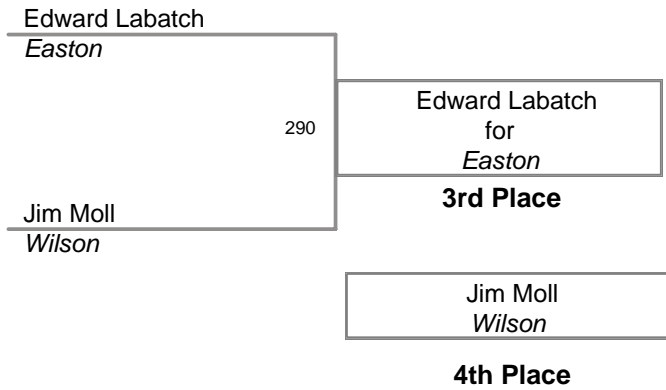 Edward Labatch
Easton
290
Edward Labatch
for
Easton
3rd Place
Jim Moll
Wilson
Jim Moll
Wilson
4th Place